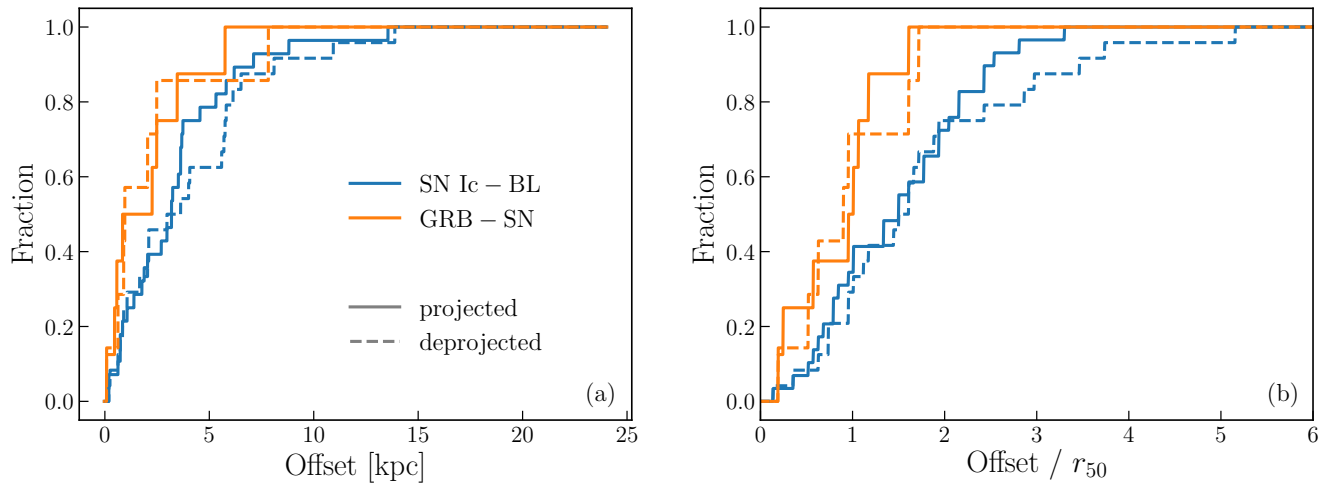 1.0
0.8
0.6
0.4
0.2
0.0
Fraction
SN Ic – BL
GRB – SN
projected
deprojected
(a)
0 5 10 15 20 25
Offset [kpc]
1.0
0.8
0.6
0.4
0.2
0.0
Fraction
(b)
0 1 2 3 4 5 6
Offset / r50